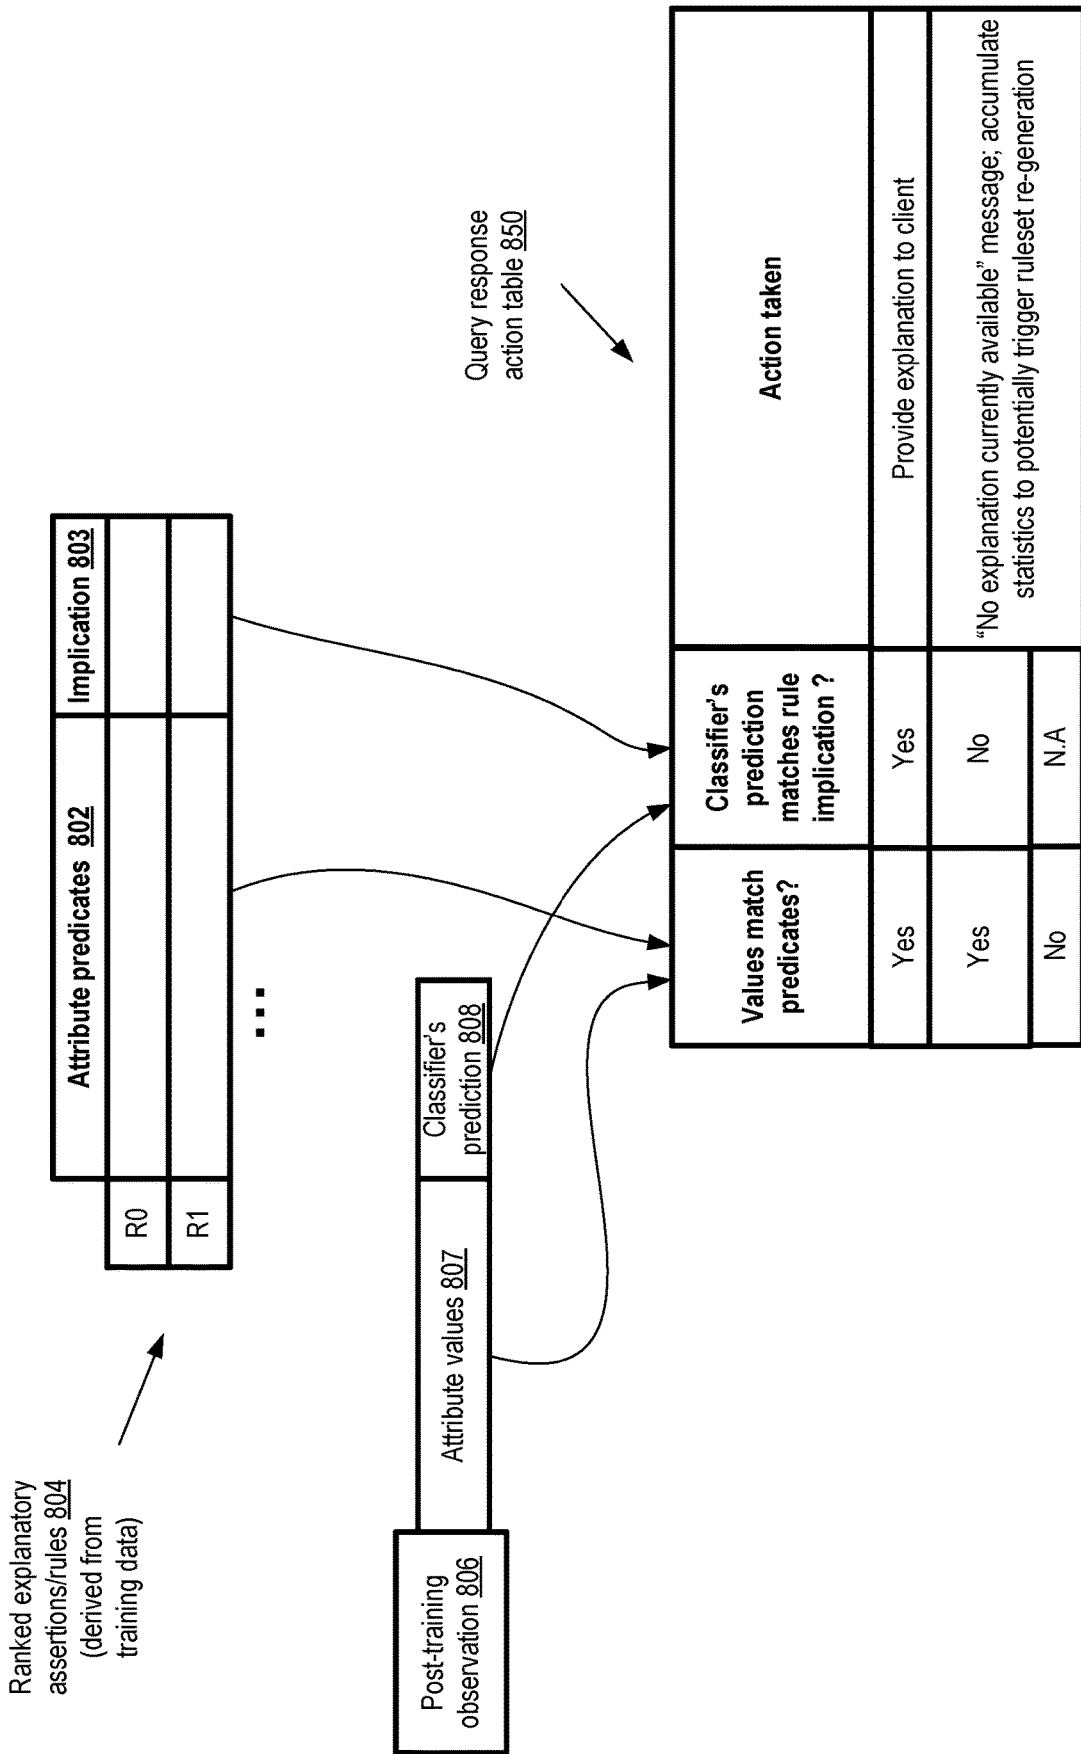 Ranked explanatory
assertions/rules 804
(derived from
training data)
Attribute predicates 802
Implication 803
R0
R1
...
Post-training
observation 806
Attribute values 807
Classifier's
prediction 808
Query response
action table 850
Values match
predicates?
Classifier's
prediction
matches rule
implication ?
Action taken
Yes
Yes
Provide explanation to client
Yes
No
“No explanation currently available” message; accumulate
statistics to potentially trigger ruleset re-generation
No
N.A